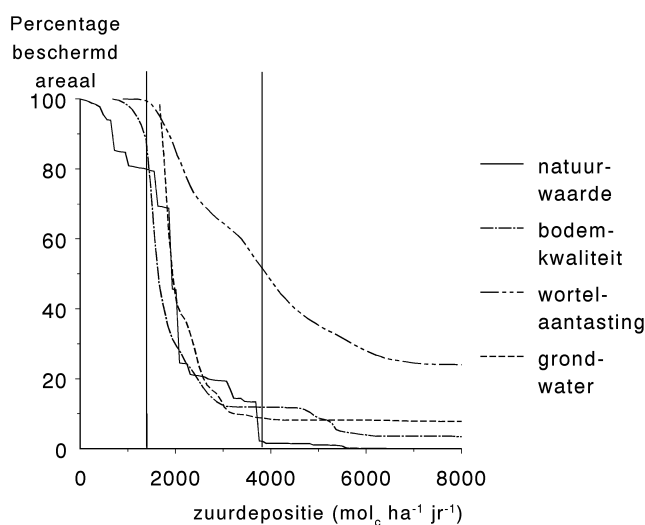 Percentage
beschermd
areaal
100
80
60
40
20
0
0 2000 4000 6000 8000
zuurdepositie (mol_c ha⁻¹ jr⁻¹)
natuur-
waarde
bodem-
kwaliteit
wortel-
aantasting
grond-
water